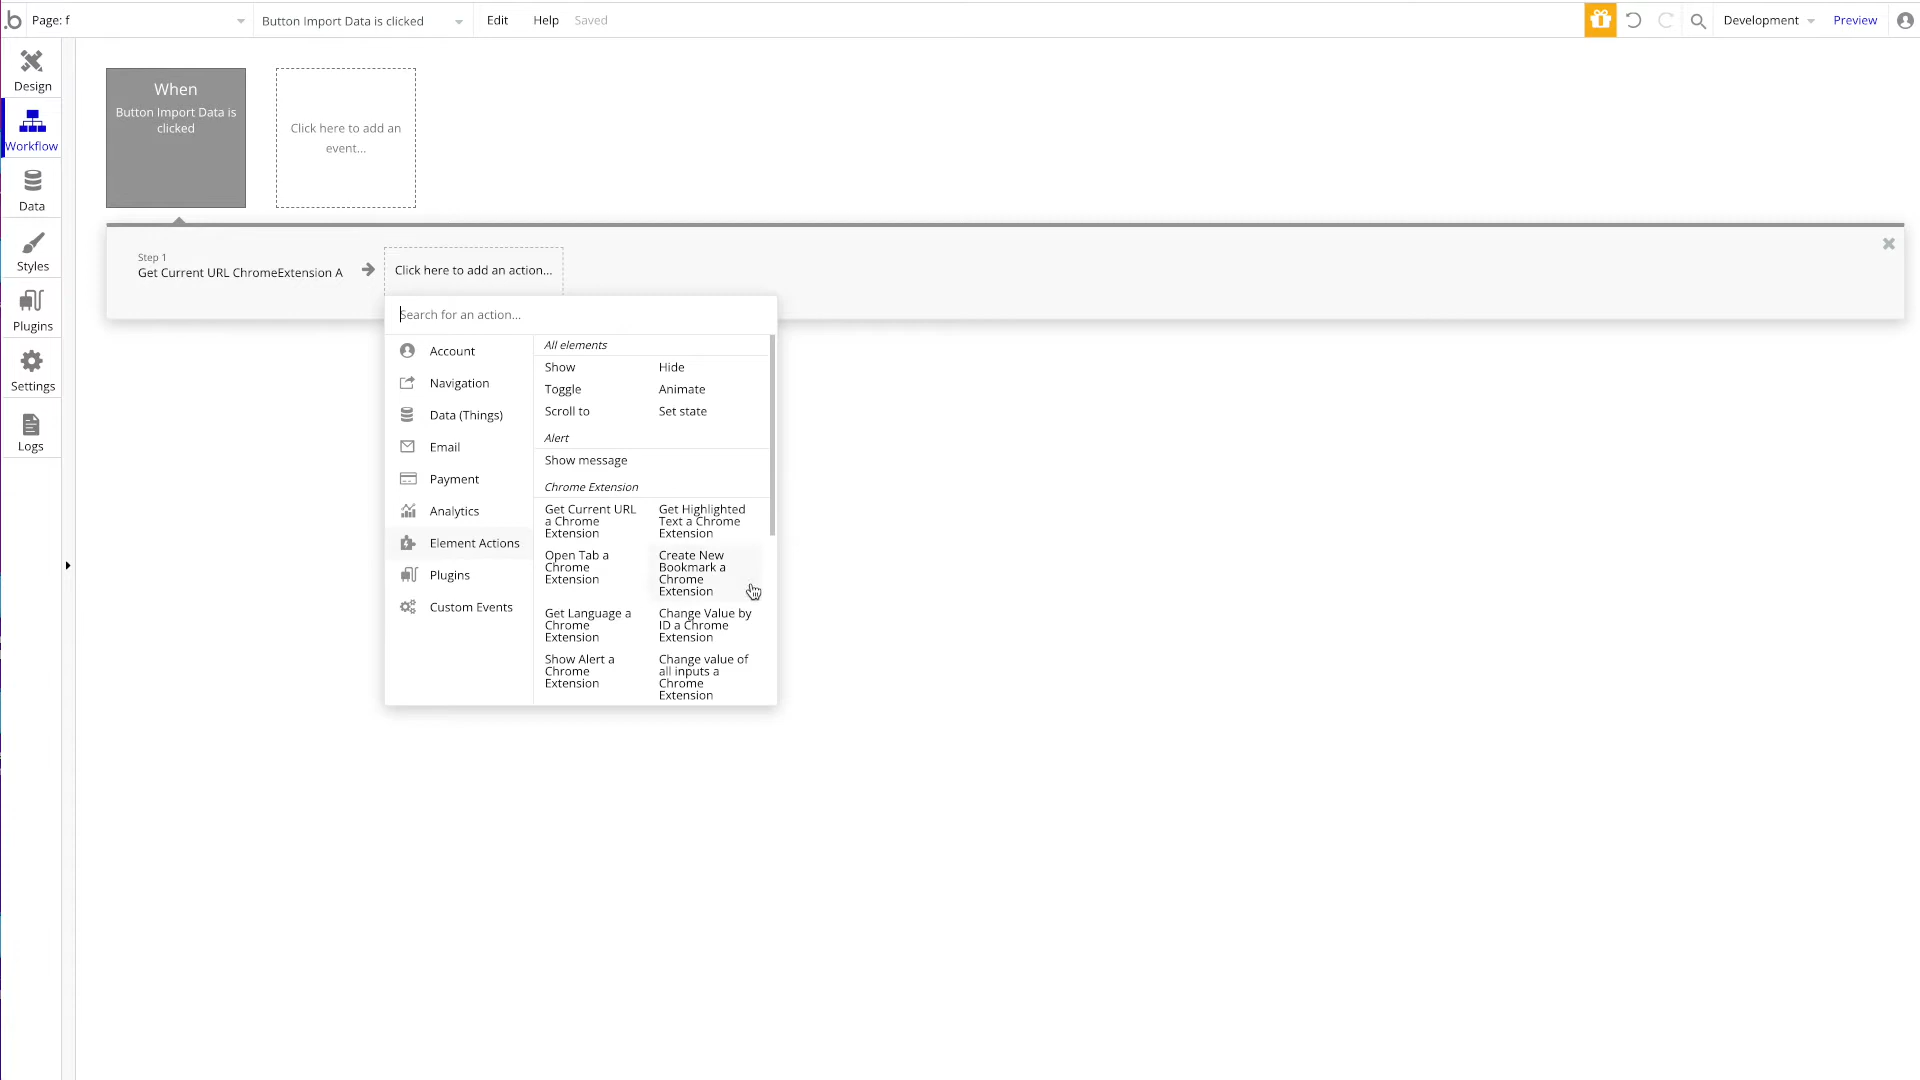 .b
Page: f
Button Import Data is clicked
Edit
Help
Saved
Development
Preview
Design
Workflow
Data
Styles
Plugins
Settings
Logs
When
Button Import Data is
clicked
Click here to add an
event...
Step 1
Get Current URL ChromeExtension A
Click here to add an action...
Search for an action...
Account
Navigation
Data (Things)
Email
Payment
Analytics
Element Actions
Plugins
Custom Events
All elements
Show
Hide
Toggle
Animate
Scroll to
Set state
Alert
Show message
Chrome Extension
Get Current URL
a Chrome
Extension
Get Highlighted
Text a Chrome
Extension
Open Tab a
Chrome
Extension
Create New
Bookmark a
Chrome
Extension
Get Language a
Chrome
Extension
Change Value by
ID a Chrome
Extension
Show Alert a
Chrome
Extension
Change value of
all inputs a
Chrome
Extension